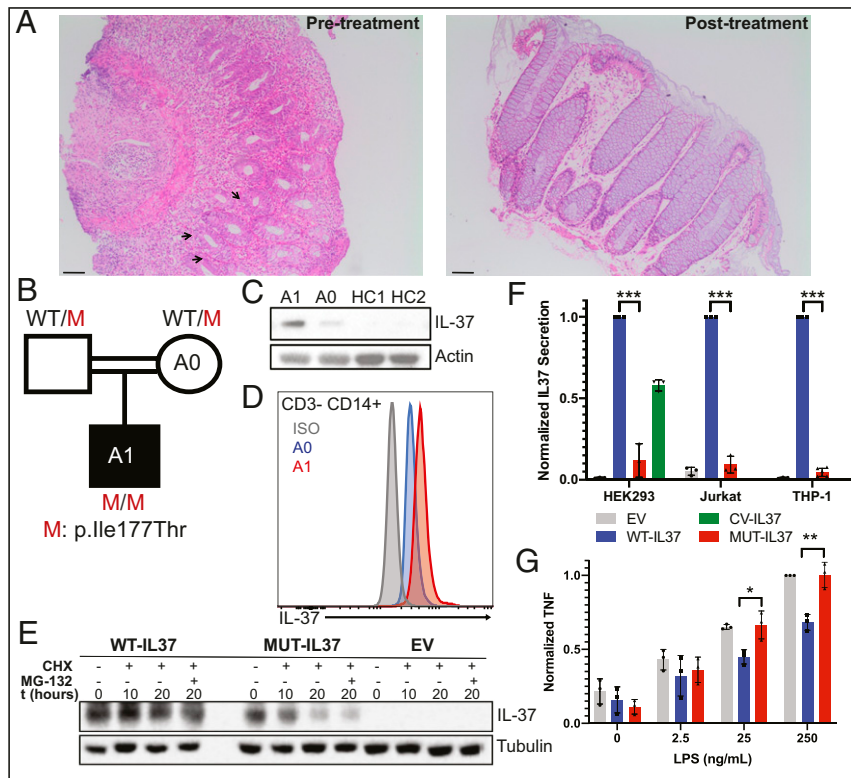 A
Pre-treatment
Post-treatment
B
WT/M
WT/M
A0
A1
M/M
M: p.Ile177Thr
C
A1 A0 HC1 HC2
IL-37
Actin
D
CD3- CD14+
ISO
A0
A1
IL-37
E
WT-IL37 MUT-IL37 EV
CHX - + + + - + + + - + + +
MG-132 - - - + - - - + - - - +
t (hours) 0 10 20 20 0 10 20 20 0 10 20 20
IL-37
Tubulin
F
Normalized IL37 Secretion
1.0
0.5
0.0
***
***
***
HEK293 Jurkat THP-1
EV CV-IL37
WT-IL37 MUT-IL37
G
Normalized TNF
1.0
0.5
0.0
*
**
0 2.5 25 250
LPS (ng/mL)